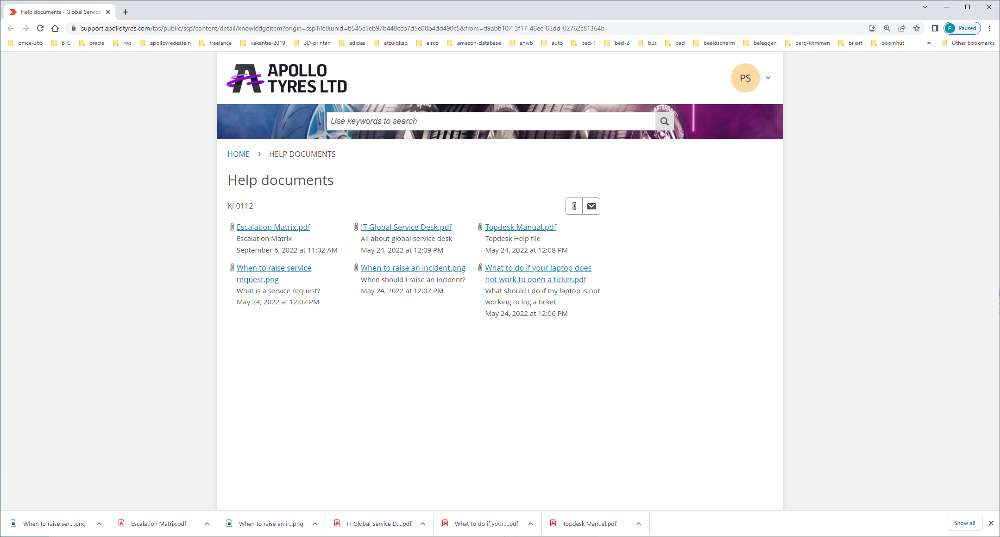 Help documents - Global Service
support.apollotyres.com/tas/public/ssp/content/detail/knowledgeitem?origin=sspTile&unid=b545c5eb97b440ccb7d5e08b4dd490c5&from=d9abb107-3f17-46ec-82dd-02762c81364b
P Paused
office-365 BTC oracle rws apollovredestein freelance vakantie-2019 3D-printen adidas afzuigkap airco amazon-database anwb auto bed-1 bed-2 bus bad beeldscherm beleggen berg-klimmen biljart boomhut » Other bookmarks
APOLLO
TYRES LTD
PS
Use keywords to search
HOME > HELP DOCUMENTS
Help documents
KI 0112
Escalation Matrix.pdf
Escalation Matrix
September 6, 2022 at 11:02 AM
IT Global Service Desk.pdf
All about global service desk
May 24, 2022 at 12:09 PM
Topdesk Manual.pdf
Topdesk Help file
May 24, 2022 at 12:08 PM
When to raise service
request.png
What is a service request?
May 24, 2022 at 12:07 PM
When to raise an incident.png
When should I raise an incident?
May 24, 2022 at 12:07 PM
What to do if your laptop does
not work to open a ticket.pdf
What should I do if my laptop is not
working to log a ticket
May 24, 2022 at 12:06 PM
When to raise ser....png
Escalation Matrix.pdf
When to raise an i....png
IT Global Service D....pdf
What to do if your....pdf
Topdesk Manual.pdf
Show all